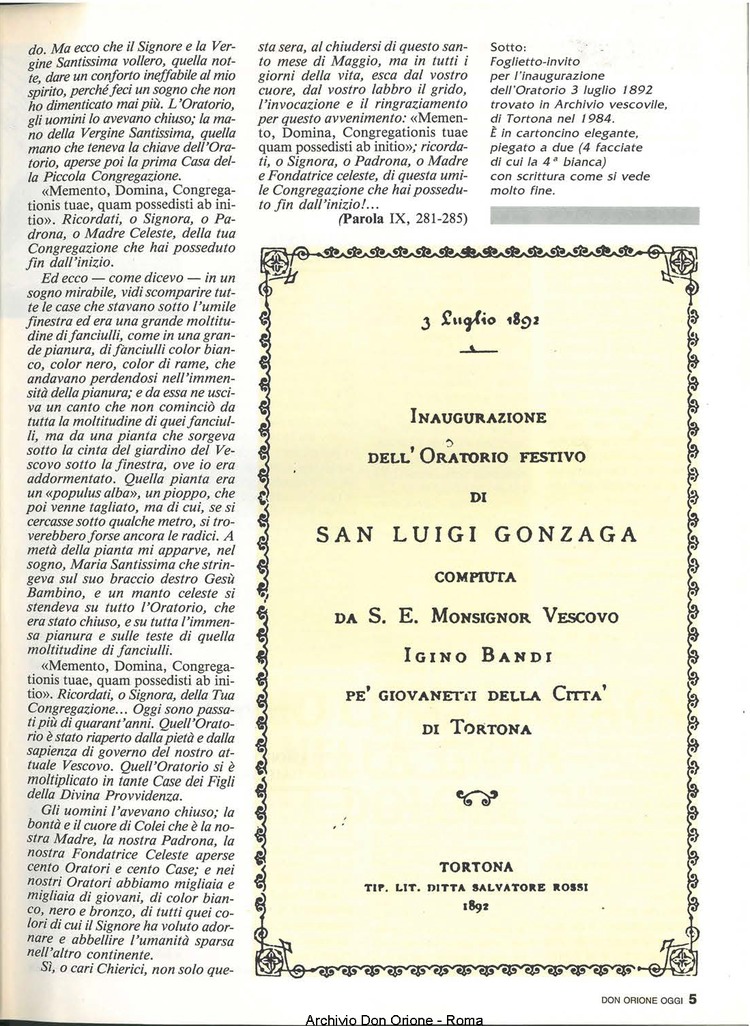 do. Ma ecco che il Signore e la Ver-
gine Santissima vollero, quella not-
te, dare un conforto ineffabile al mio
spirito, perché feci un sogno che non
ho dimenticato mai più. L'Oratorio,
gli uomini lo avevano chiuso; la ma-
no della Vergine Santissima, quella
mano che teneva la chiave dell'Ora-
torio, aperse poi la prima Casa del-
la Piccola Congregazione.
«Memento, Domina, Congrega-
tionis tuae, quam possedisti ab ini-
tio». Ricordati, o Signora, o Pa-
drona, o Madre Celeste, della tua
Congregazione che hai posseduto
fin dall'inizio.
Ed ecco — come dicevo — in un
sogno mirabile, vidi scomparire tut-
te le case che stavano sotto l'umile
finestra ed era una grande moltitu-
dine di fanciulli, come in una gran-
de pianura, di fanciulli color bian-
co, color nero, color di rame, che
andavano perdendosi nell'immen-
sità della pianura; e da essa ne usci-
va un canto che non cominciò da
tutta la moltitudine di quei fanciul-
li, ma da una pianta che sorgeva
sotto la cinta del giardino del Ve-
scovo sotto la finestra, ove io ero
addormentato. Quella pianta era
un «populus alba», un pioppo, che
poi venne tagliato, ma di cui, se si
cercasse sotto qualche metro, si tro-
verebbero forse ancora le radici. A
metà della pianta mi apparve, nel
sogno, Maria Santissima che strin-
geva sul suo braccio destro Gesù
Bambino, e un manto celeste si
stendeva su tutto l'Oratorio, che
era stato chiuso, e su tutta l'immen-
sa pianura e sulle teste di quella
moltitudine di fanciulli.
«Memento, Domina, Congrega-
tionis tuae, quam possedisti ab ini-
tio». Ricordati, o Signora, della Tua
Congregazione... Oggi sono passa-
ti più di quarant'anni. Quell'Orato-
rio è stato riaperto dalla pietà e dalla
sapienza di governo del nostro at-
tuale Vescovo. Quell'Oratorio si è
moltiplicato in tante Case dei Figli
della Divina Provvidenza.
Gli uomini l'avevano chiuso; la
bontà e il cuore di Colei che è la no-
stra Madre, la nostra Padrona, la
nostra Fondatrice Celeste aperse
cento Oratori e cento Case; e nei
nostri Oratori abbiamo migliaia e
migliaia di giovani, di color bian-
co, nero e bronzo, di tutti quei co-
lori di cui il Signore ha voluto ador-
nare e abbellire l'umanità sparsa
nell'altro continente.
Sì, o cari Chierici, non solo que-
sta sera, al chiudersi di questo san-
to mese di Maggio, ma in tutti i
giorni della vita, esca dal vostro
cuore, dal vostro labbro il grido,
l'invocazione e il ringraziamento
per questo avvenimento: «Memen-
to, Domina, Congregationis tuae
quam possedisti ab initio»; ricorda-
ti, o Signora, o Padrona, o Madre
e Fondatrice celeste, di questa umi-
le Congregazione che hai possedu-
to fin dall'inizio!...
(Parola IX, 281-285)
Sotto:
Foglietto-invito
per l'inaugurazione
dell'Oratorio 3 luglio 1892
trovato in Archivio vescovile,
di Tortona nel 1984.
È in cartoncino elegante,
piegato a due (4 facciate
di cui la 4ª bianca)
con scrittura come si vede
molto fine.
3 Luglio 1892
INAUGURAZIONE
DELL' ORATORIO FESTIVO
DI
SAN LUIGI GONZAGA
COMPIUTA
DA S. E. MONSIGNOR VESCOVO
IGINO BANDI
PE' GIOVANETTI DELLA CITTA'
DI TORTONA
TORTONA
TIP. LIT. DITTA SALVATORE ROSSI
1892
DON ORIONE OGGI 5
Archivio Don Orione - Roma